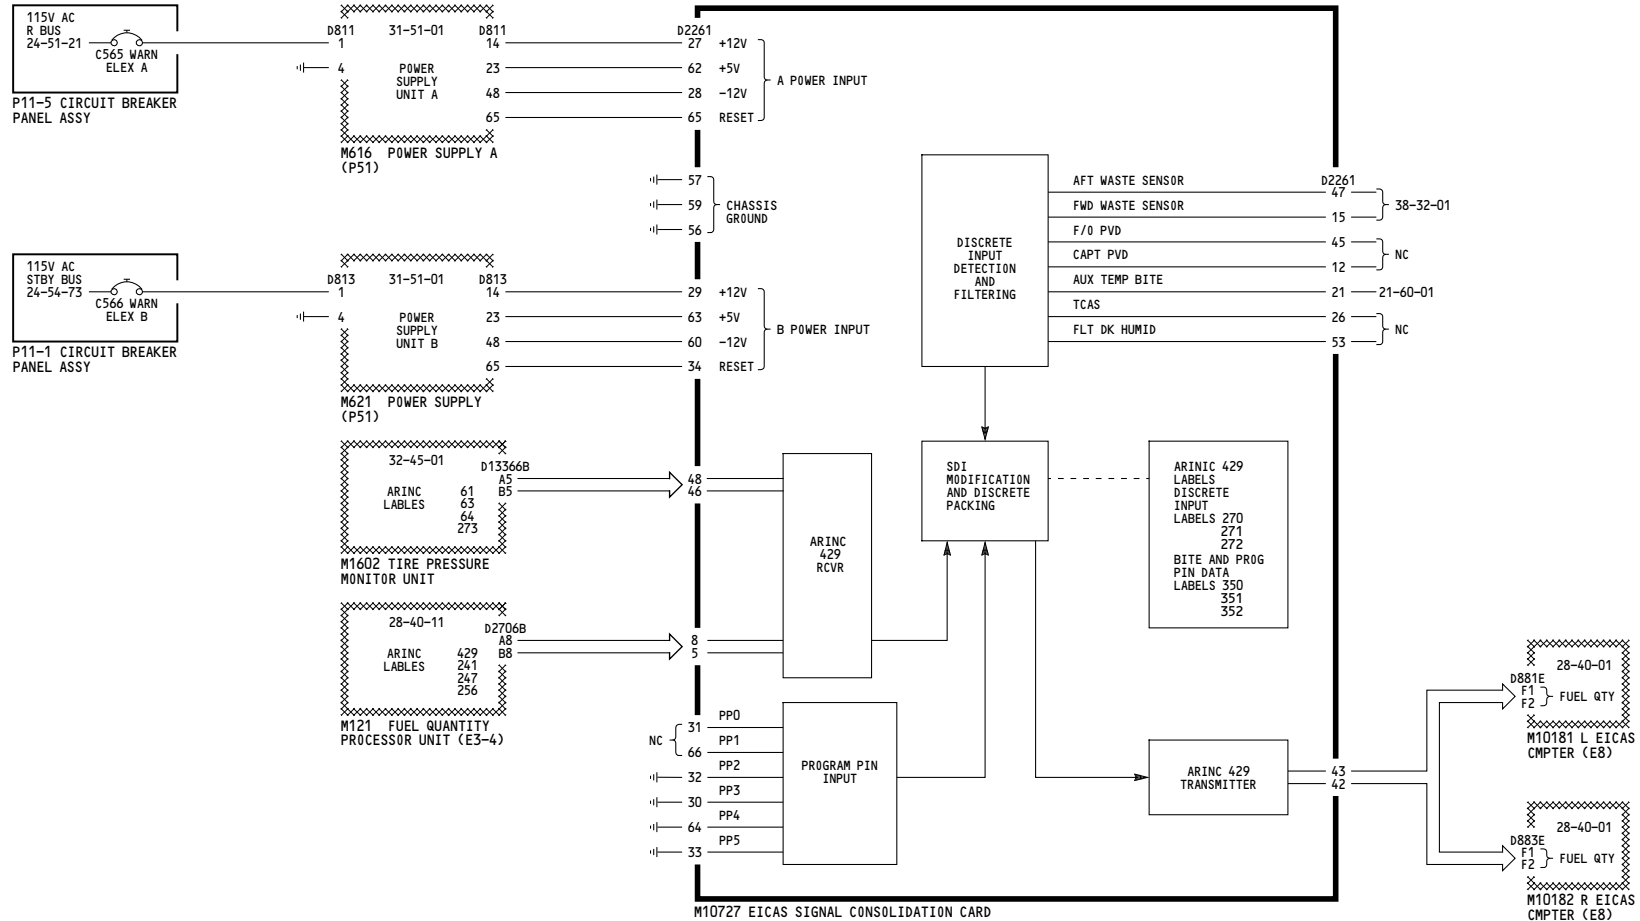 115V AC
R BUS
24-51-21
C565 WARN
ELEX A
P11-5 CIRCUIT BREAKER
PANEL ASSY
D811 31-51-01 D811
1 14
4 23
48
65
POWER
SUPPLY
UNIT A
M616 POWER SUPPLY A
(P51)
D2261
27 +12V
62 +5V
28 -12V
65 RESET
A POWER INPUT
57
59
56
CHASSIS
GROUND
115V AC
STBY BUS
24-54-73
C566 WARN
ELEX B
P11-1 CIRCUIT BREAKER
PANEL ASSY
D813 31-51-01 D813
1 14
4 23
48
65
POWER
SUPPLY
UNIT B
M621 POWER SUPPLY
(P51)
29 +12V
63 +5V
60 -12V
34 RESET
B POWER INPUT
DISCRETE
INPUT
DETECTION
AND
FILTERING
D2261
AFT WASTE SENSOR 47
FWD WASTE SENSOR 15
38-32-01
F/O PVD 45
CAPT PVD 12
NC
AUX TEMP BITE 21 21-60-01
TCAS 26
FLT DK HUMID 53
NC
32-45-01
D13366B
A5
B5
ARINC
LABLES
61
63
64
273
M1602 TIRE PRESSURE
MONITOR UNIT
48
46
28-40-11
D2706B
A8
B8
ARINC
LABLES
429
241
247
256
M121 FUEL QUANTITY
PROCESSOR UNIT (E3-4)
8
5
ARINC
429
RCVR
SDI
MODIFICATION
AND DISCRETE
PACKING
ARINIC 429
LABELS
DISCRETE
INPUT
LABELS 270
271
272
BITE AND PROG
PIN DATA
LABELS 350
351
352
NC
31 PP0
66 PP1
32 PP2
30 PP3
64 PP4
33 PP5
PROGRAM PIN
INPUT
ARINC 429
TRANSMITTER
43
42
28-40-01
D881E
F1
F2
FUEL QTY
M10181 L EICAS
CMPTER (E8)
28-40-01
D883E
F1
F2
FUEL QTY
M10182 R EICAS
CMPTER (E8)
M10727 EICAS SIGNAL CONSOLIDATION CARD